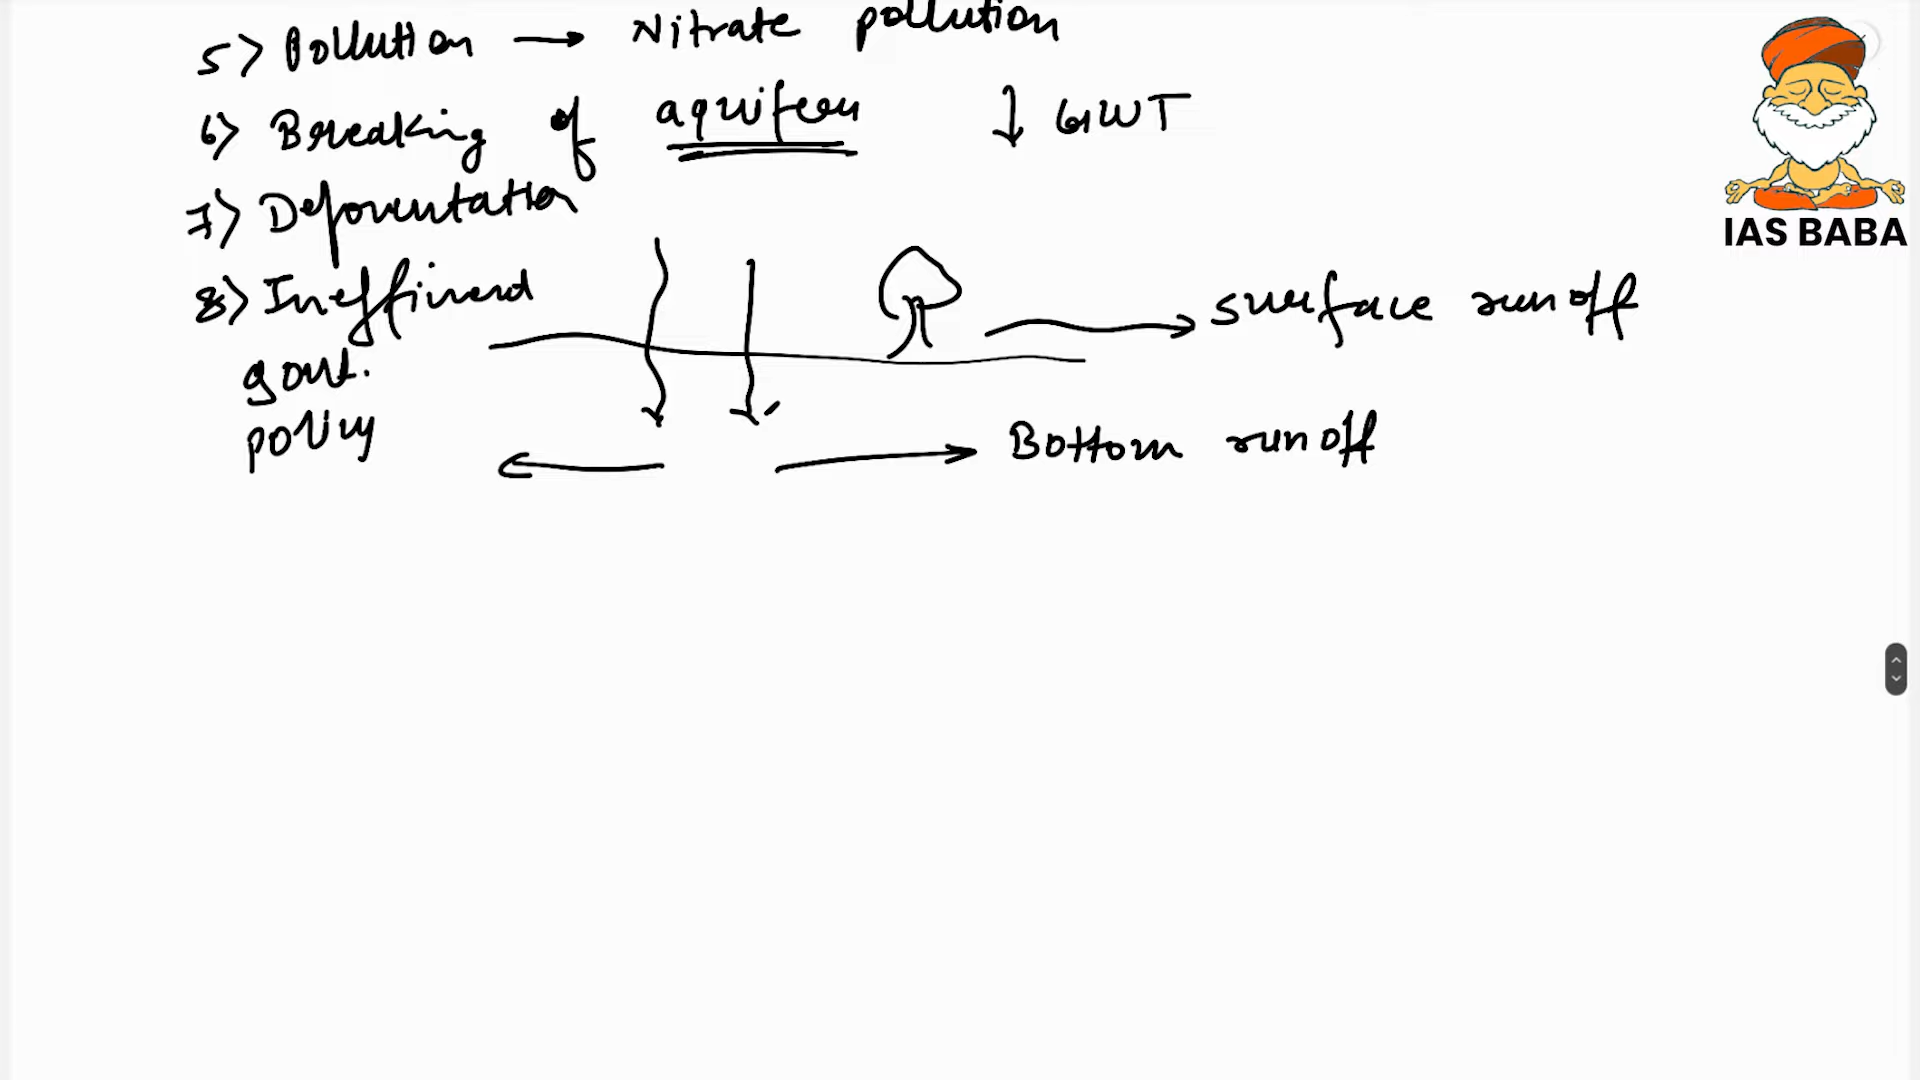 5) Pollution → Nitrate pollution
6) Breaking of aquifers ↓ GWT
7) Deforestation
8) Inefficient
govt.
policy
surface runoff
Bottom runoff
IAS BABA